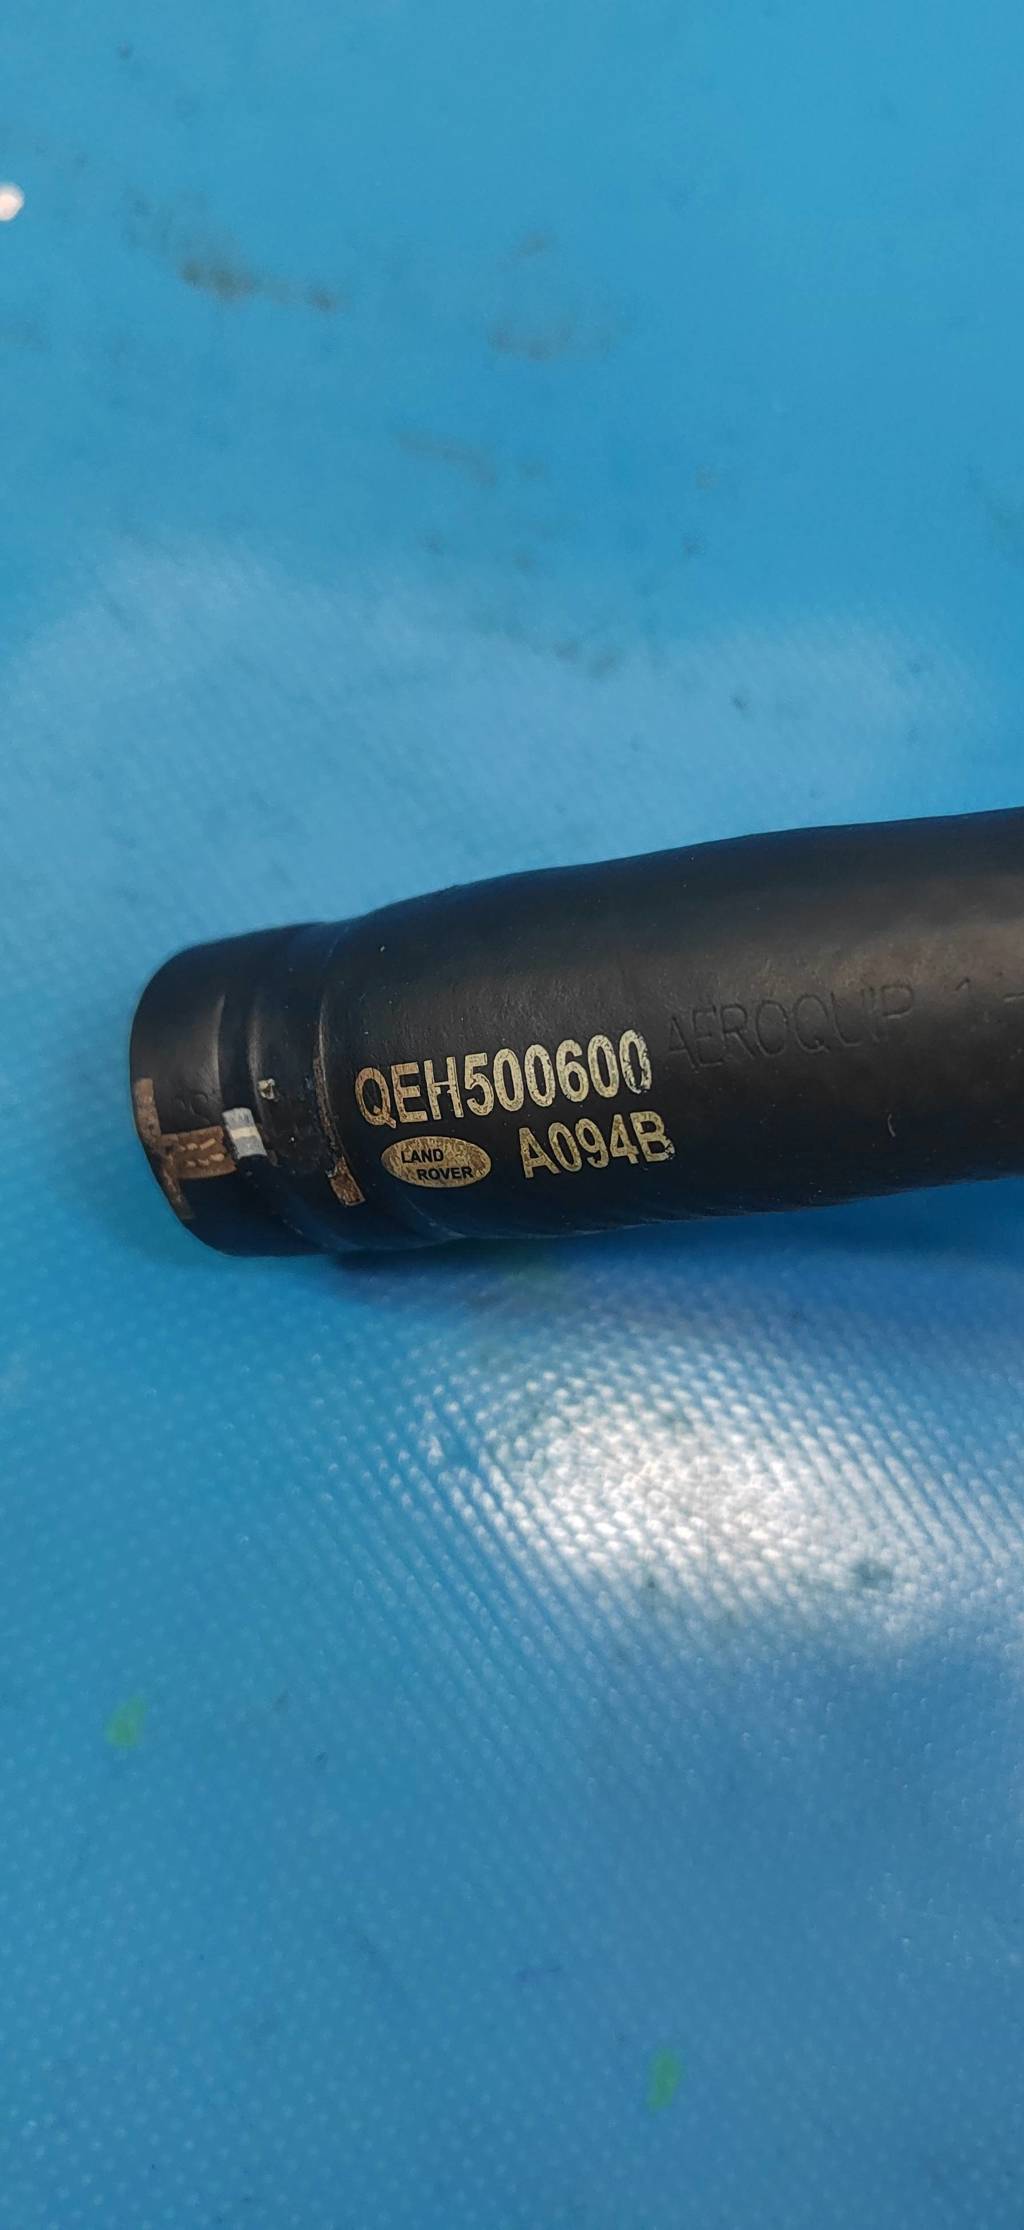 QEH500600
AEROQUIP
LAND
ROVER
A094B